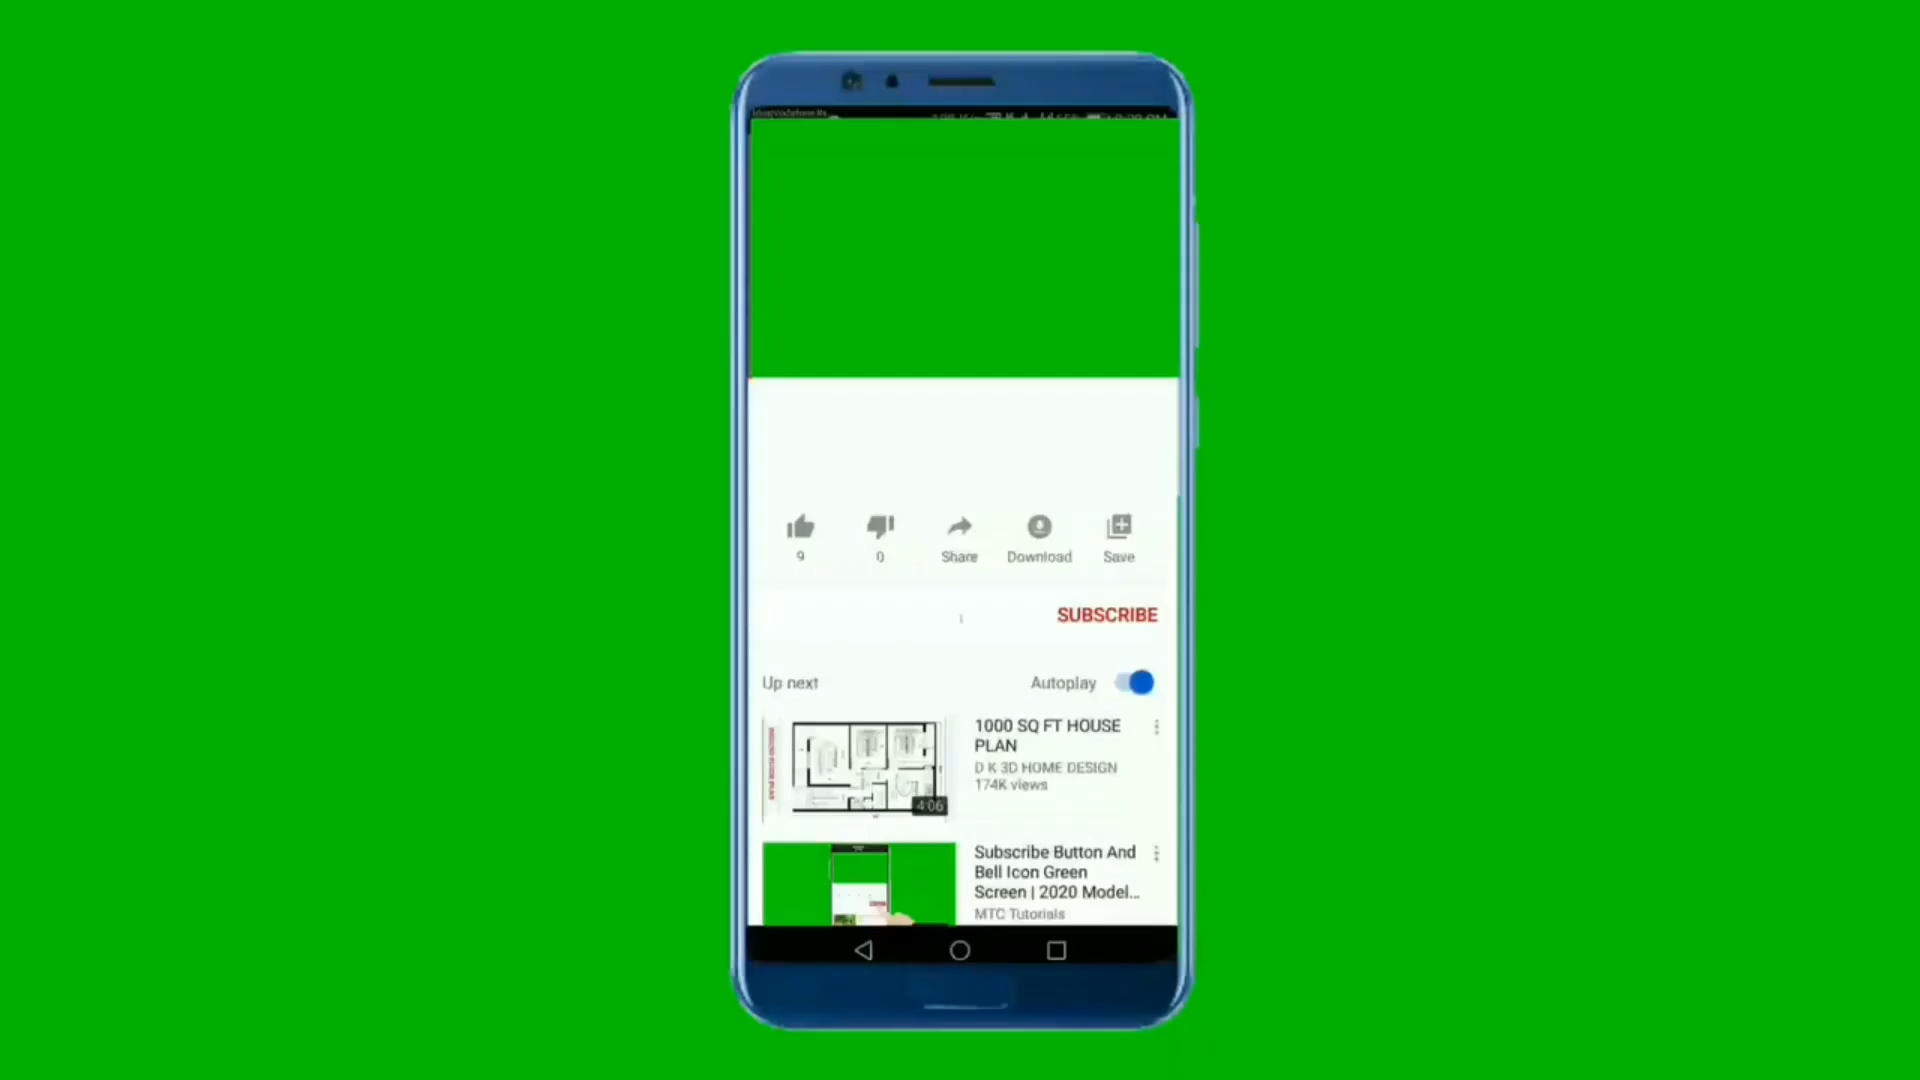 9
0
Share
Download
Save
SUBSCRIBE
Up next
Autoplay
1000 SQ FT HOUSE
PLAN
D K 3D HOME DESIGN
174K views
4:06
Subscribe Button And
Bell Icon Green
Screen | 2020 Model...
MTC Tutorials